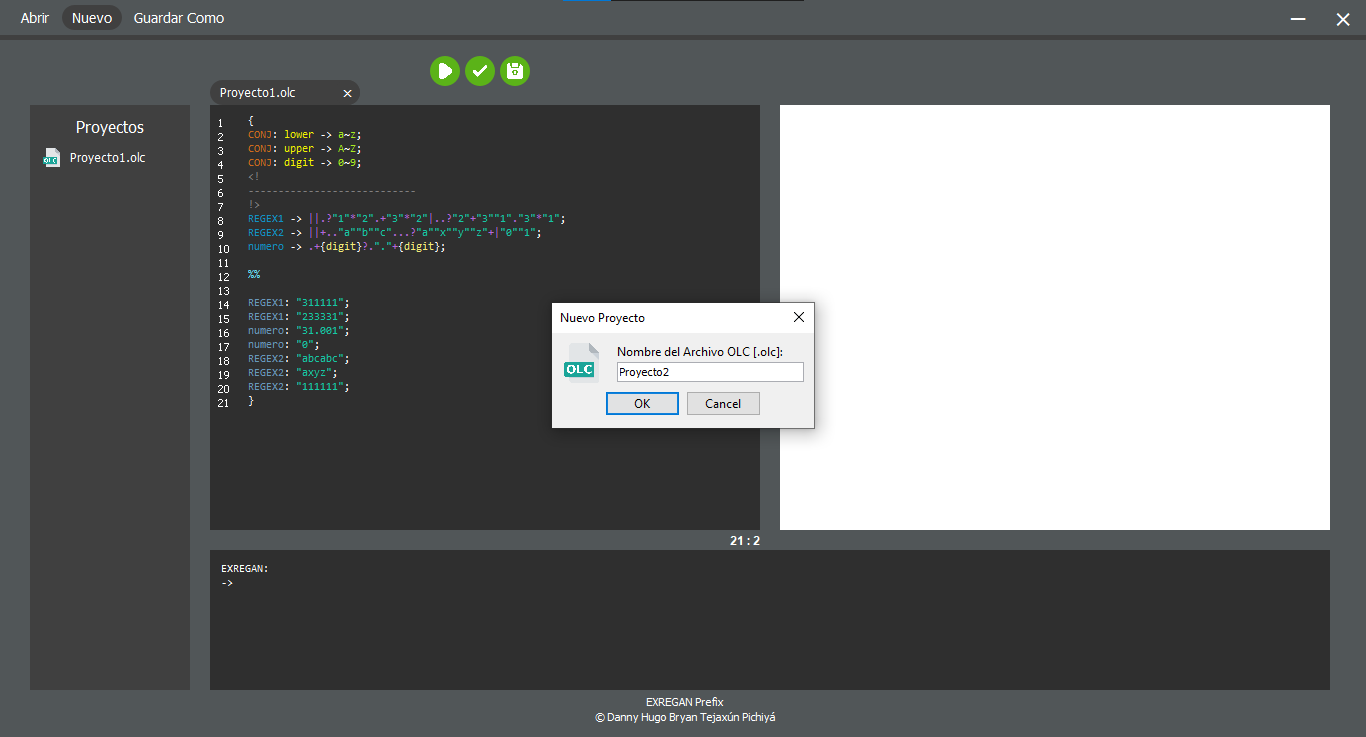 Abrir Nuevo Guardar Como
Proyecto1.olc
Proyectos
Proyecto1.olc
1 {
2 CONJ: lower -> a~z;
3 CONJ: upper -> A~Z;
4 CONJ: digit -> 0~9;
5 <!
6 ----------------------------
7 !>
8 REGEX1 -> ||.?"1"*"2".+"3"*"2"|..?"2"+"3""1"."3"*"1";
9 REGEX2 -> ||+.."a""b""c"...?"a""x""y""z"+|"0""1";
10 numero -> .+{digit}?."."+{digit};
11
12 %%
13
14 REGEX1: "311111";
15 REGEX1: "233331";
16 numero: "31.001";
17 numero: "0";
18 REGEX2: "abcabc";
19 REGEX2: "axyz";
20 REGEX2: "111111";
21 }
Nuevo Proyecto
OLC
Nombre del Archivo OLC [.olc]:
Proyecto2
OK Cancel
21 : 2
EXREGAN:
->
EXREGAN Prefix
© Danny Hugo Bryan Tejaxún Pichiyá